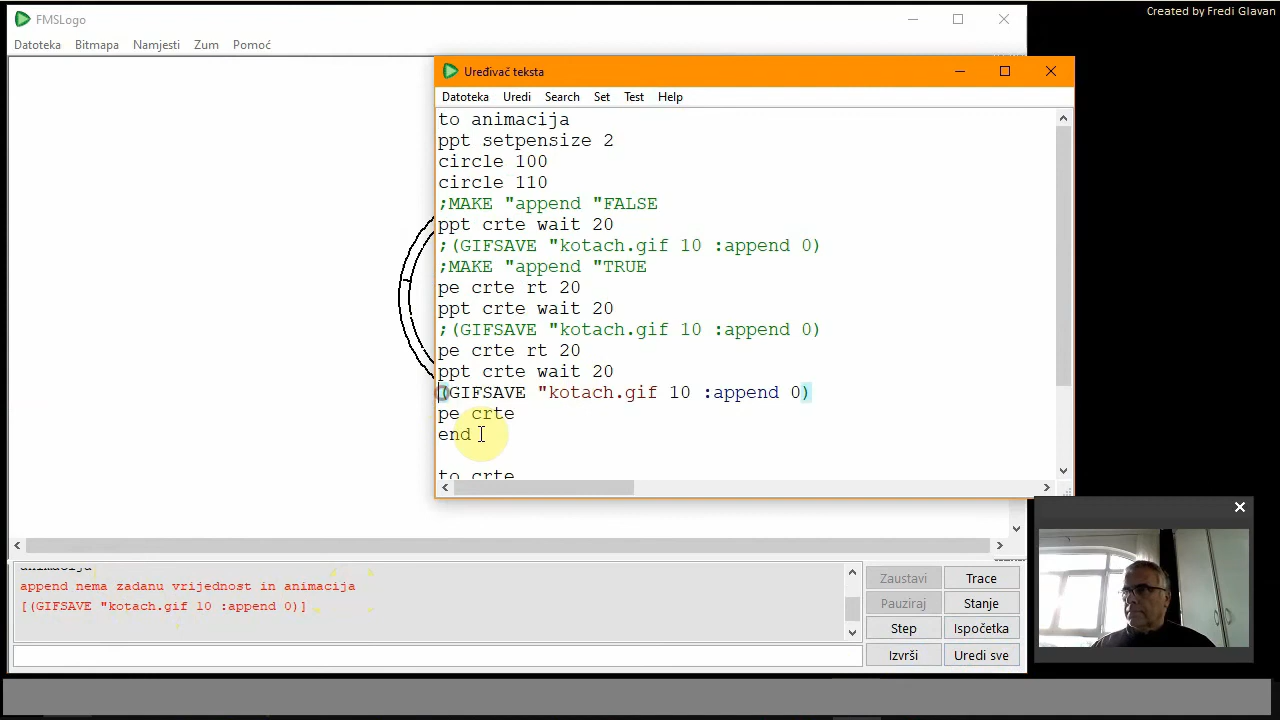 Created by Fredi Glavan
FMSLogo
Datoteka Bitmapa Namjesti Zum Pomoć
Uređivač teksta
Datoteka Uredi Search Set Test Help
to animacija
ppt setpensize 2
circle 100
circle 110
;MAKE "append "FALSE
ppt crte wait 20
;(GIFSAVE "kotach.gif 10 :append 0)
;MAKE "append "TRUE
pe crte rt 20
ppt crte wait 20
;(GIFSAVE "kotach.gif 10 :append 0)
pe crte rt 20
ppt crte wait 20
(GIFSAVE "kotach.gif 10 :append 0)
pe crte
end
to crte
animacija
append nema zadanu vrijednost in animacija
[(GIFSAVE "kotach.gif 10 :append 0)]
Zaustavi Trace
Pauziraj Stanje
Step Ispočetka
Izvrši Uredi sve